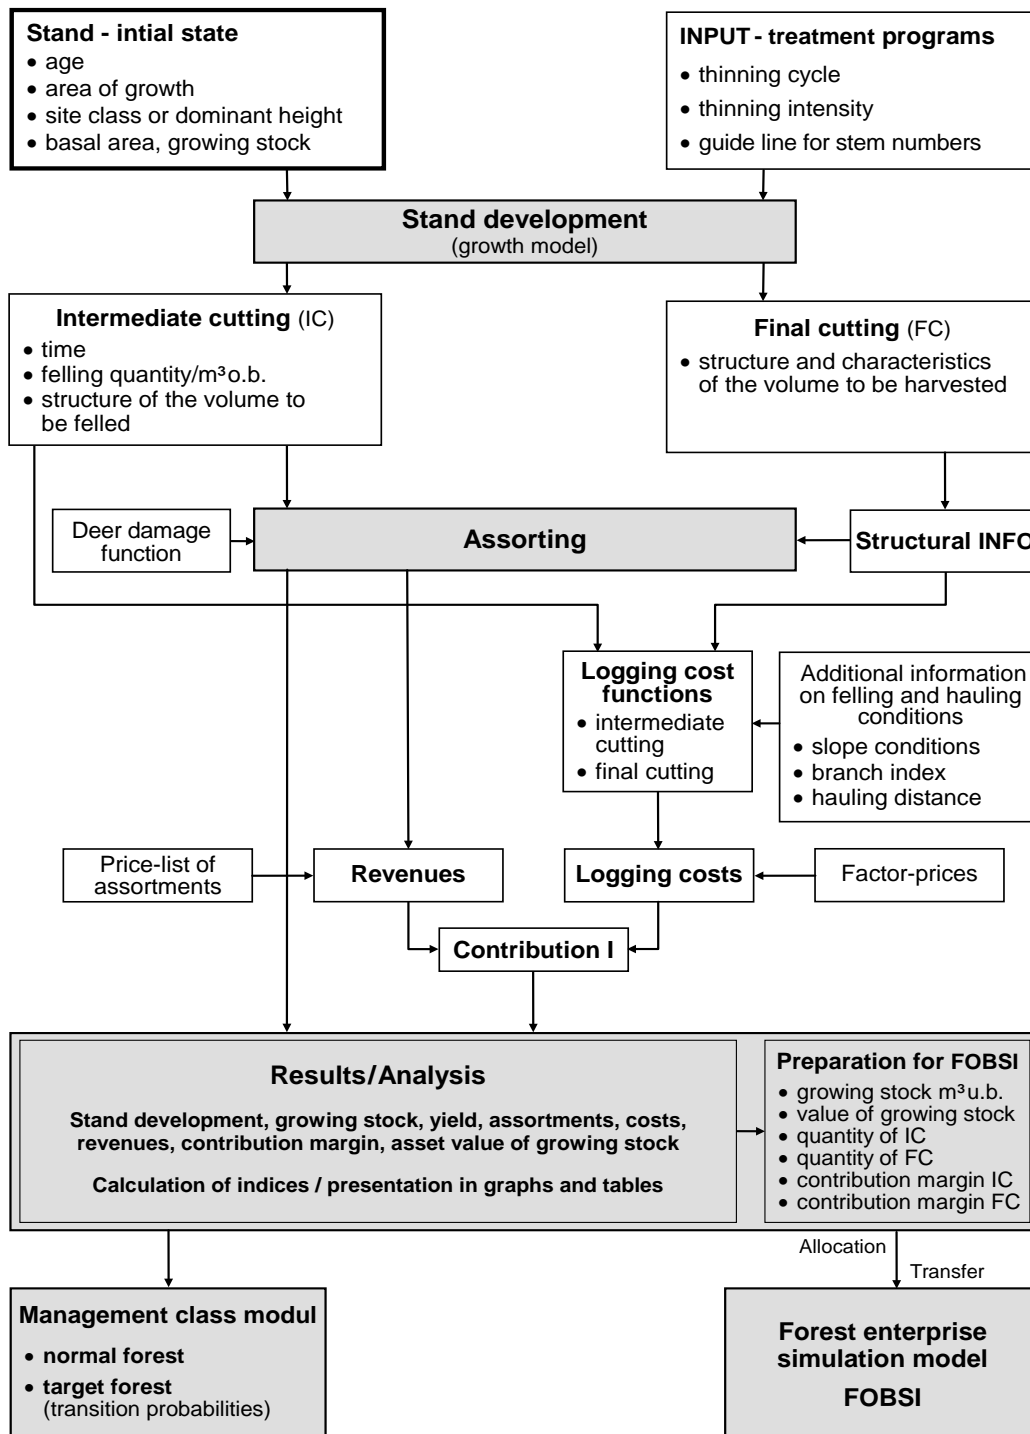 Stand - intial state
• age
• area of growth
• site class or dominant height
• basal area, growing stock
INPUT - treatment programs
• thinning cycle
• thinning intensity
• guide line for stem numbers
Stand development
(growth model)
Intermediate cutting (IC)
• time
• felling quantity/m³o.b.
• structure of the volume to
be felled
Final cutting (FC)
• structure and characteristics
of the volume to be harvested
Deer damage
function
Assorting
Structural INFO
Logging cost
functions
• intermediate
cutting
• final cutting
Additional information
on felling and hauling
conditions
• slope conditions
• branch index
• hauling distance
Price-list of
assortments
Revenues
Logging costs
Factor-prices
Contribution I
Results/Analysis
Stand development, growing stock, yield, assortments, costs,
revenues, contribution margin, asset value of growing stock
Calculation of indices / presentation in graphs and tables
Preparation for FOBSI
• growing stock m³u.b.
• value of growing stock
• quantity of IC
• quantity of FC
• contribution margin IC
• contribution margin FC
Allocation
Transfer
Management class modul
• normal forest
• target forest
(transition probabilities)
Forest enterprise
simulation model
FOBSI